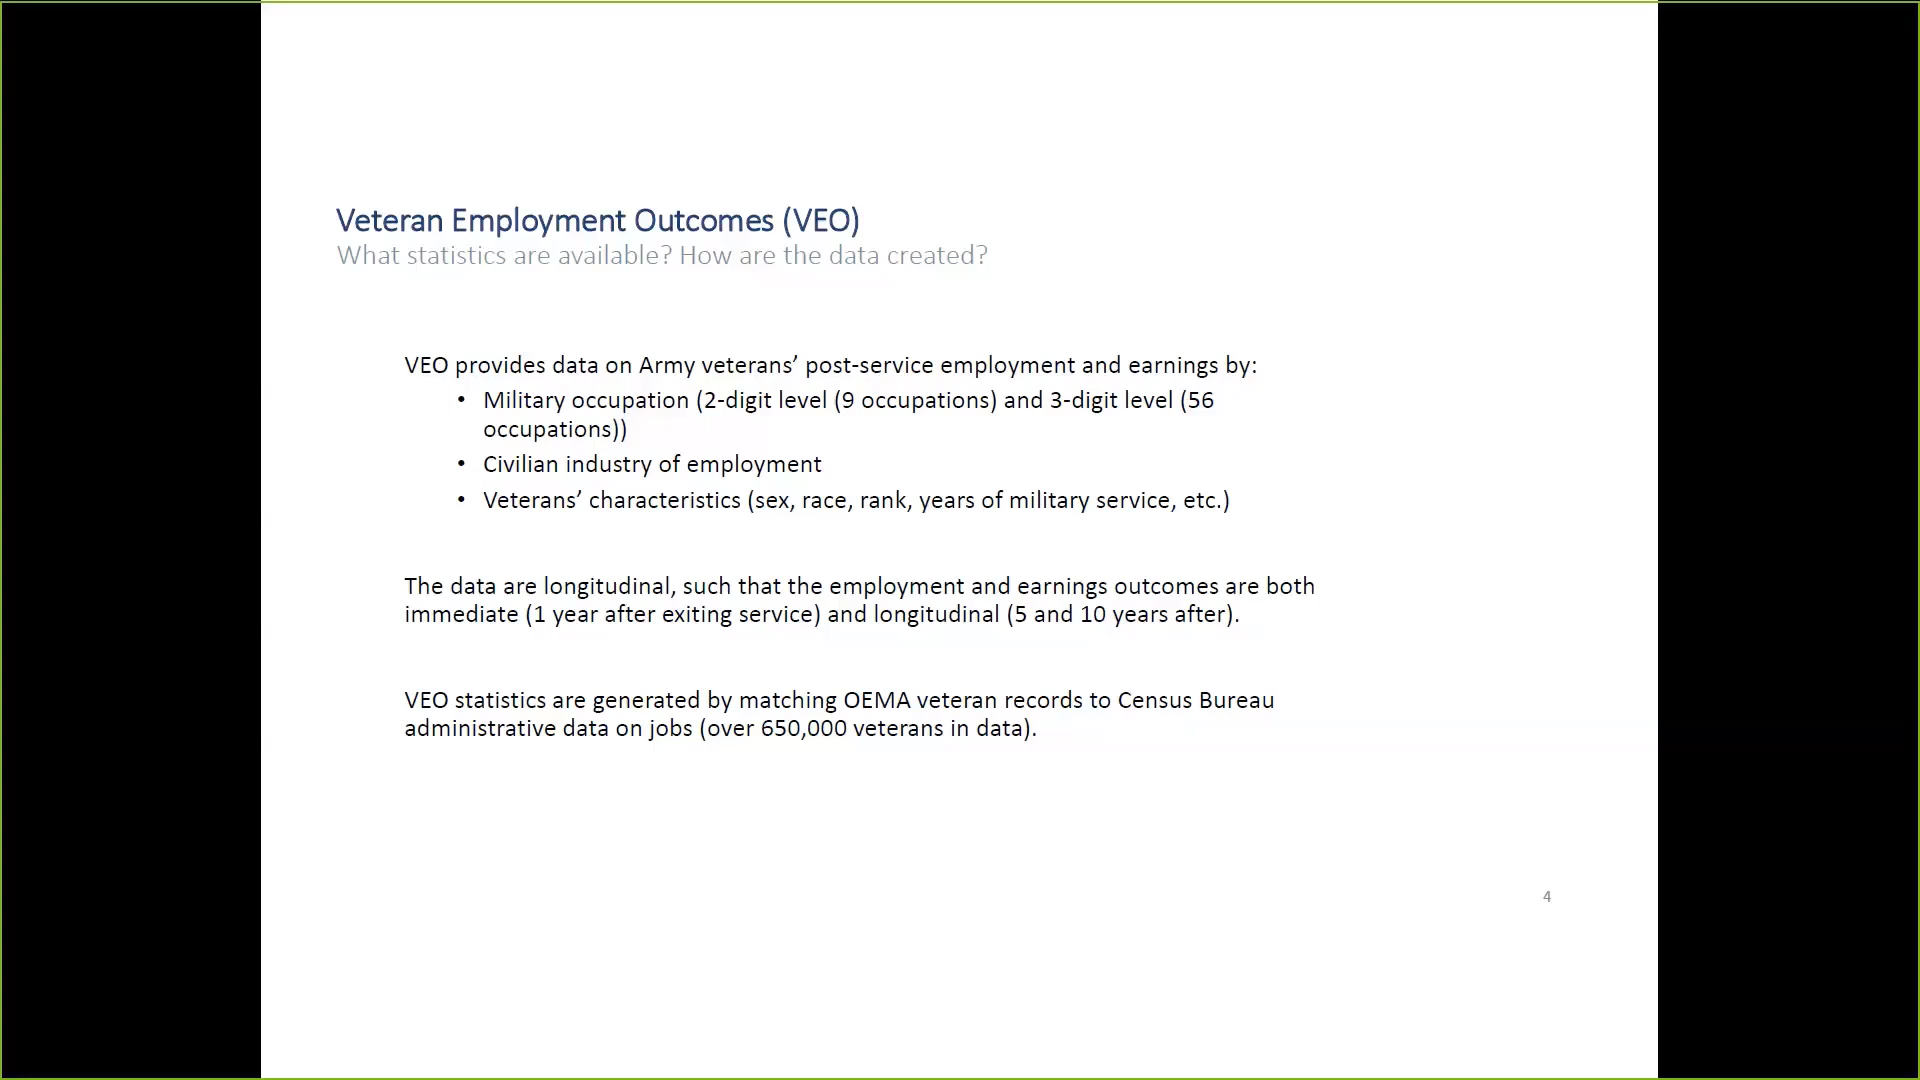 Veteran Employment Outcomes (VEO)
What statistics are available? How are the data created?
VEO provides data on Army veterans’ post-service employment and earnings by:
• Military occupation (2-digit level (9 occupations) and 3-digit level (56
occupations))
• Civilian industry of employment
• Veterans’ characteristics (sex, race, rank, years of military service, etc.)
The data are longitudinal, such that the employment and earnings outcomes are both
immediate (1 year after exiting service) and longitudinal (5 and 10 years after).
VEO statistics are generated by matching OEMA veteran records to Census Bureau
administrative data on jobs (over 650,000 veterans in data).
4